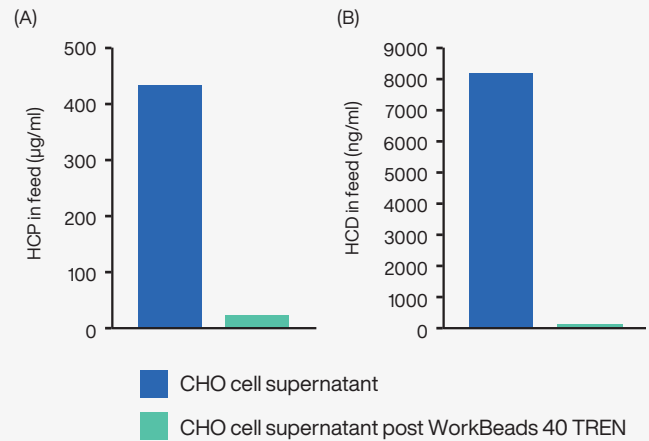 (A)
HCP in feed (µg/ml)
500
400
300
200
100
0
(B)
HCD in feed (ng/ml)
9000
8000
7000
6000
5000
4000
3000
2000
1000
0
CHO cell supernatant
CHO cell supernatant post WorkBeads 40 TREN